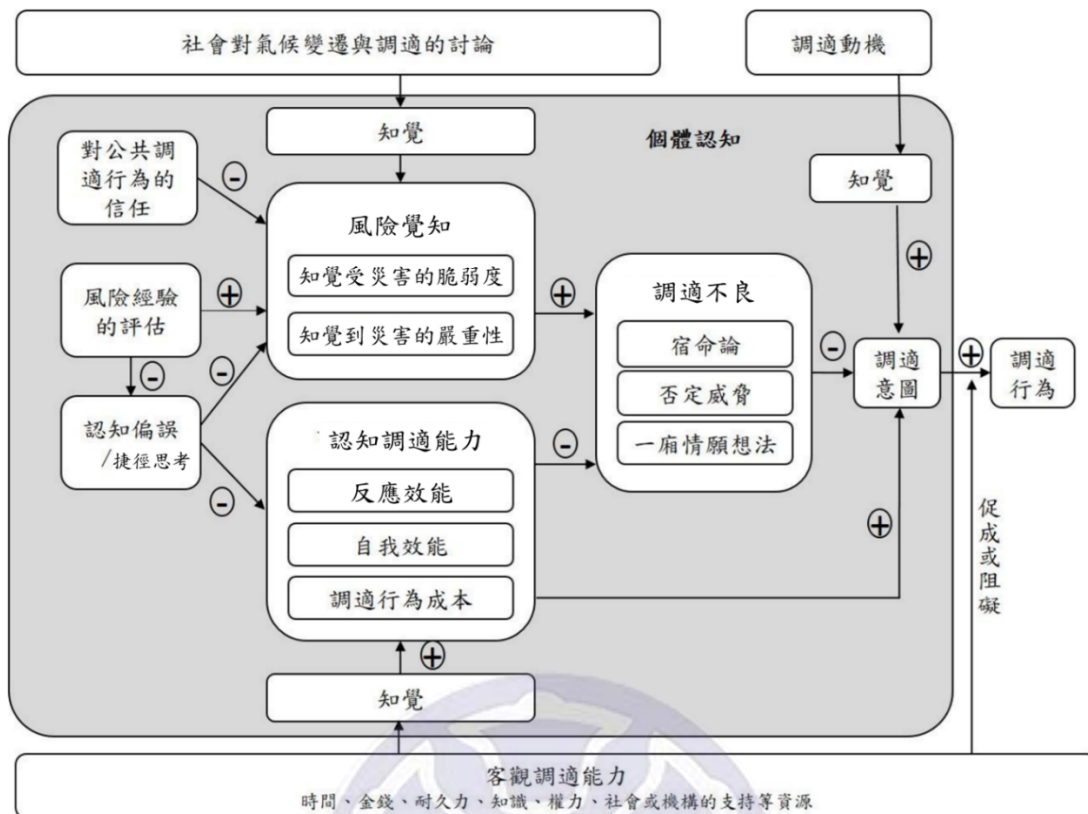 社會對氣候變遷與調適的討論
調適動機
知覺
個體認知
對公共調
適行為的
信任
-
知覺
風險覺知
+
知覺受災害的脆弱度
風險經驗
的評估
+
+
調適不良
知覺到災害的嚴重性
宿命論
-
調適
意圖
+
調適
行為
-
-
否定威脅
認知偏誤
/捷徑思考
認知調適能力
-
一廂情願想法
-
反應效能
+
促成或阻礙
自我效能
調適行為成本
+
知覺
客觀調適能力
時間、金錢、耐久力、知識、權力、社會或機構的支持等資源